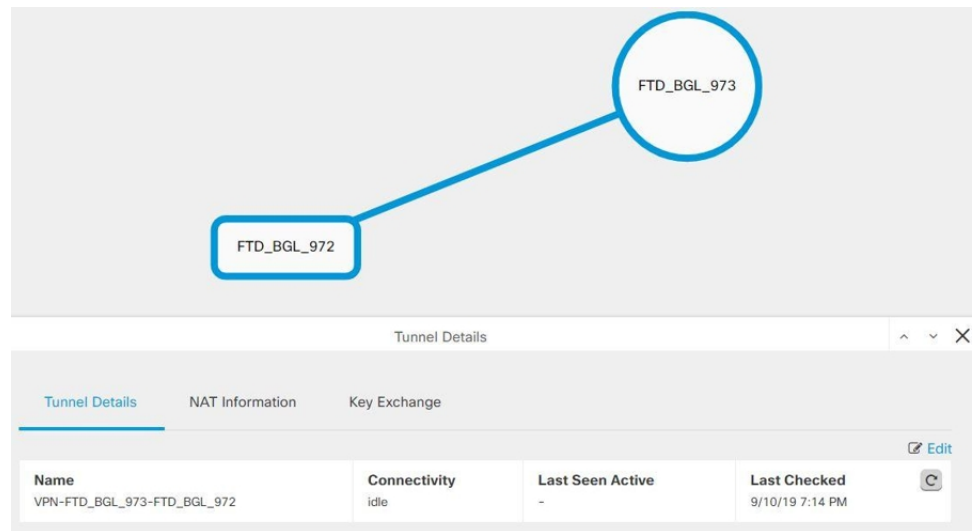 FTD_BGL_973
FTD_BGL_972
Tunnel Details
Tunnel Details NAT Information Key Exchange
Edit
Name Connectivity Last Seen Active Last Checked
VPN-FTD_BGL_973-FTD_BGL_972 idle - 9/10/19 7:14 PM